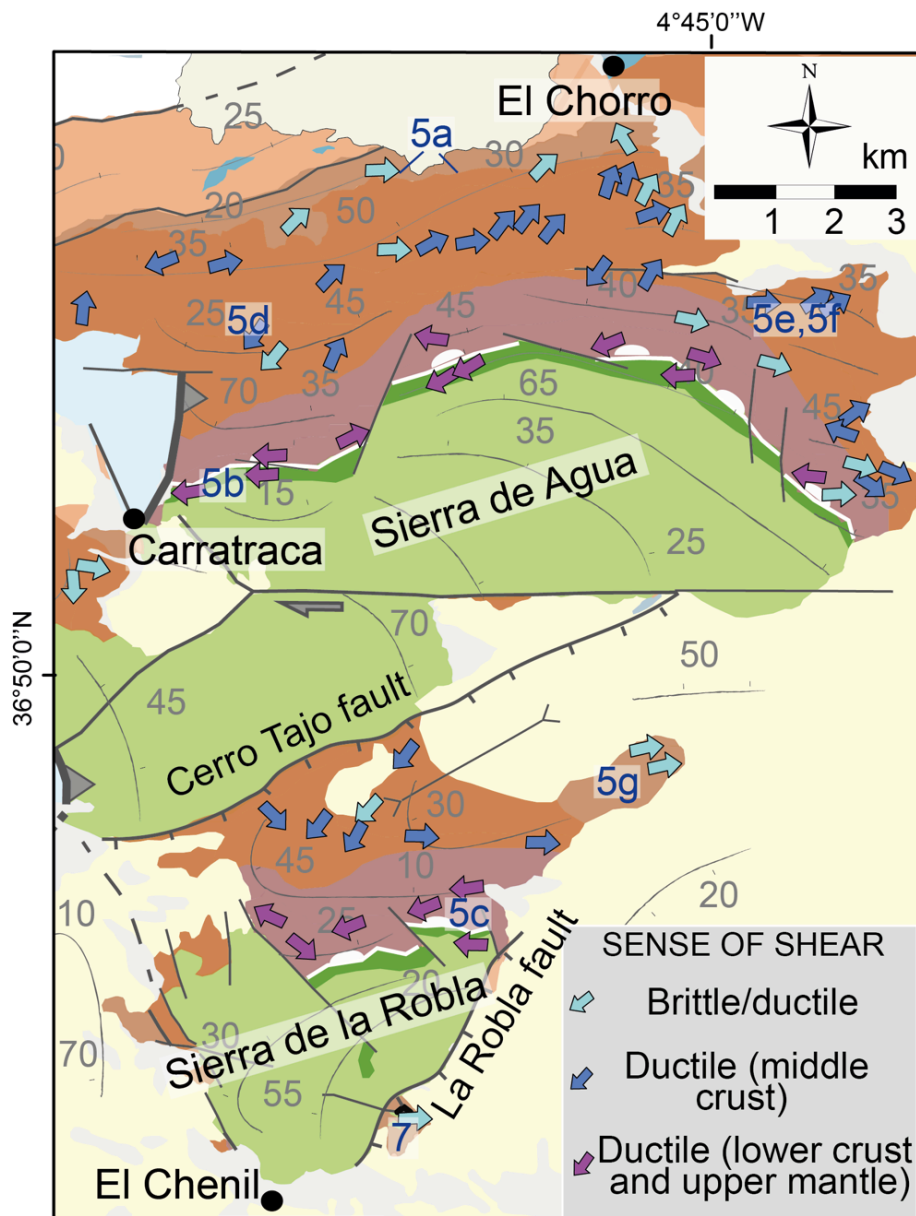 4°45'0''W
N
El Chorro
km
1 2 3
25
5a
30
35
20
50
35
25
5d
45
45
40
35
35
5e,5f
70
35
65
40
45
35
5b
15
Sierra de Agua
35
25
Carratraca
36°50'0''N
70
50
45
Cerro Tajo fault
5g
30
45
10
20
10
25
5c
La Robla fault
20
Sierra de la Robla
30
70
55
7
El Chenil
SENSE OF SHEAR
Brittle/ductile
Ductile (middle
crust)
Ductile (lower crust
and upper mantle)